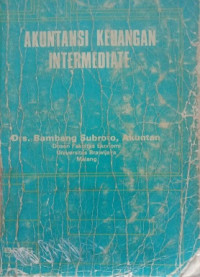 AKUNTANSI KEUANGAN
INTERMEDIATE
Drs. Bambang Subroto, Akuntan
Dosen Fakultas Ekonomi
Universitas Brawijaya
Malang